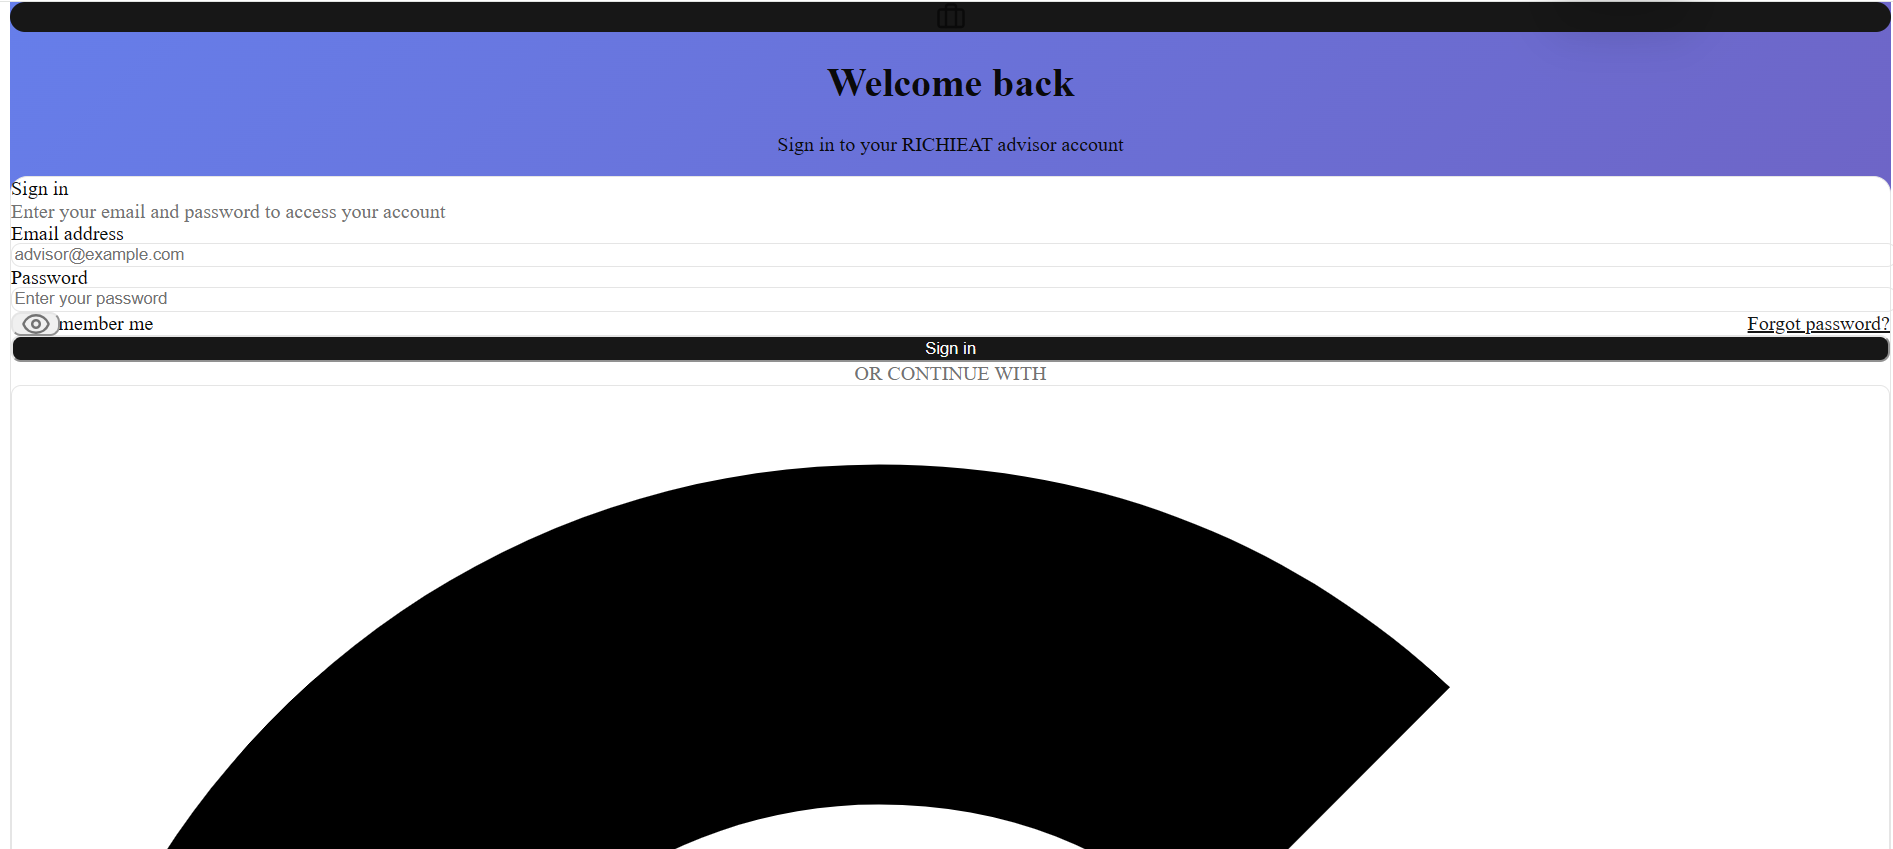 Welcome back
Sign in to your RICHIEAT advisor account
Sign in
Enter your email and password to access your account
Email address
advisor@example.com
Password
Enter your password
member me Forgot password?
Sign in
OR CONTINUE WITH